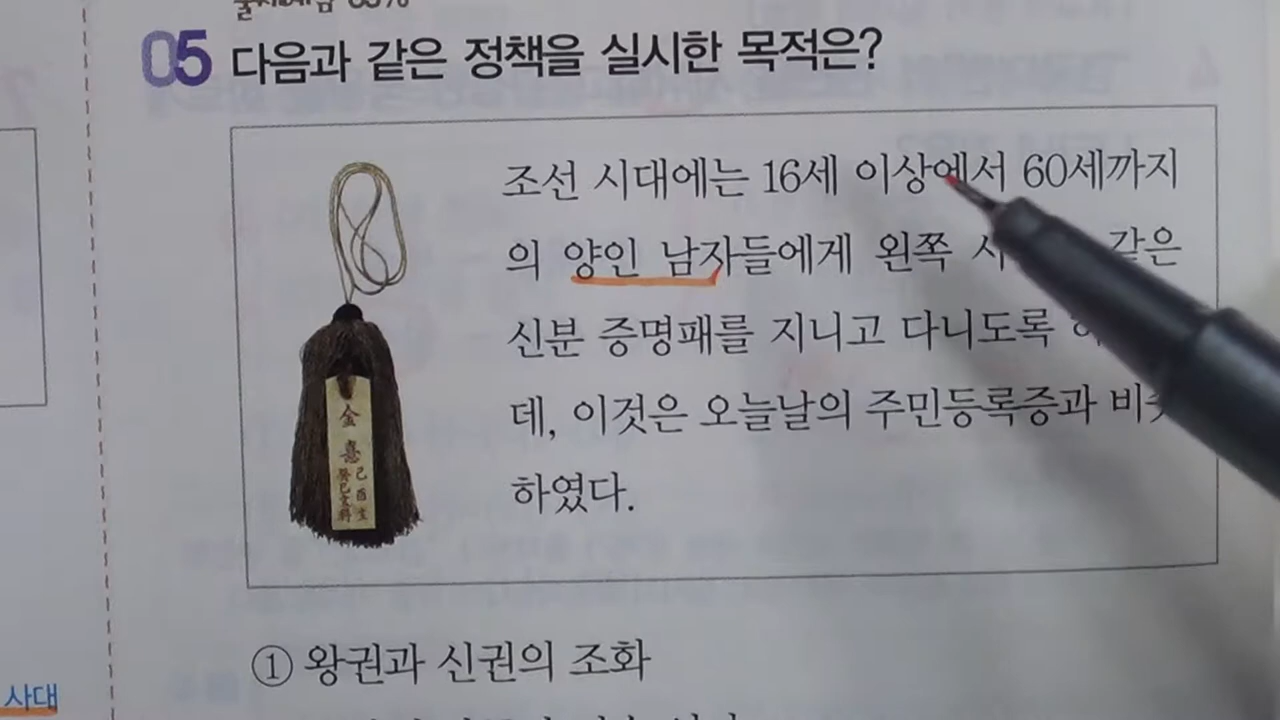 05 다음과 같은 정책을 실시한 목적은?
조선 시대에는 16세 이상에서 60세까지
의 양인 남자들에게 왼쪽 같은
신분 증명패를 지니고 다니도록
데, 이것은 오늘날의 주민등록증과
하였다.
金
己酉生
① 왕권과 신권의 조화
사대